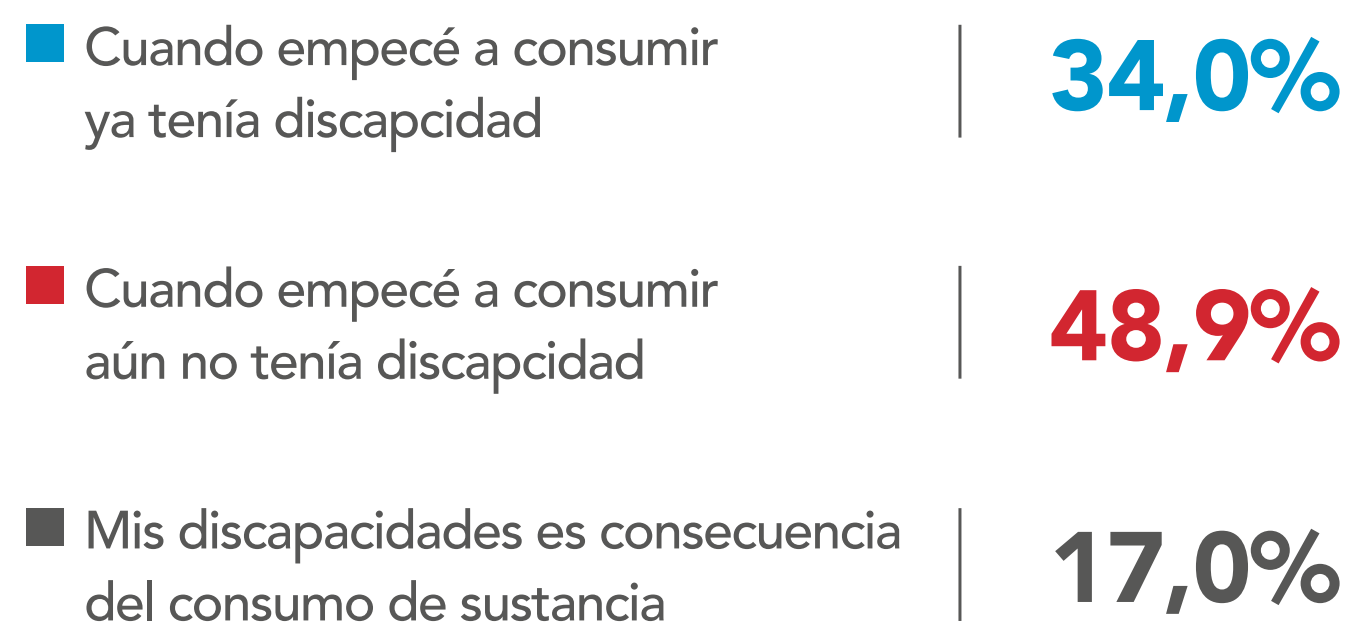 Cuando empecé a consumir
ya tenía discapcidad
34,0%
Cuando empecé a consumir
aún no tenía discapcidad
48,9%
Mis discapacidades es consecuencia
del consumo de sustancia
17,0%